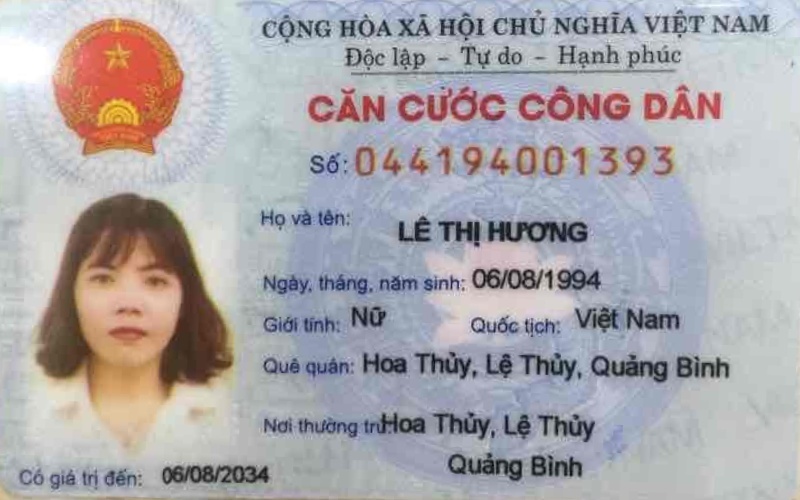 CỘNG HÒA XÃ HỘI CHỦ NGHĨA VIỆT NAM
Độc lập - Tự do - Hạnh phúc
CĂN CƯỚC CÔNG DÂN
Số: 044194001393
Họ và tên: LÊ THỊ HƯƠNG
Ngày, tháng, năm sinh: 06/08/1994
Giới tính: Nữ Quốc tịch: Việt Nam
Quê quán: Hoa Thủy, Lệ Thủy, Quảng Bình
Nơi thường trú: Hoa Thủy, Lệ Thủy
Quảng Bình
Có giá trị đến: 06/08/2034